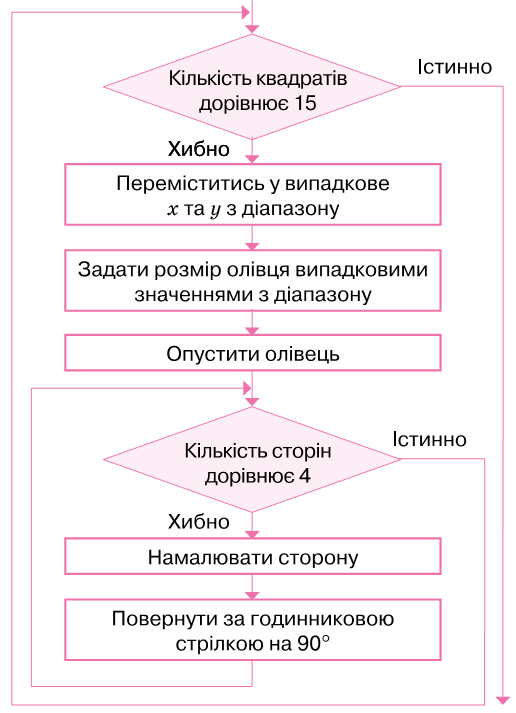 Кількість квадратів
дорівнює 15
Істинно
Хибно
Переміститись у випадкове
x та y з діапазону
Задати розмір олівця випадковими
значеннями з діапазону
Опустити олівець
Кількість сторін
дорівнює 4
Істинно
Хибно
Намалювати сторону
Повернути за годинниковою
стрілкою на 90°